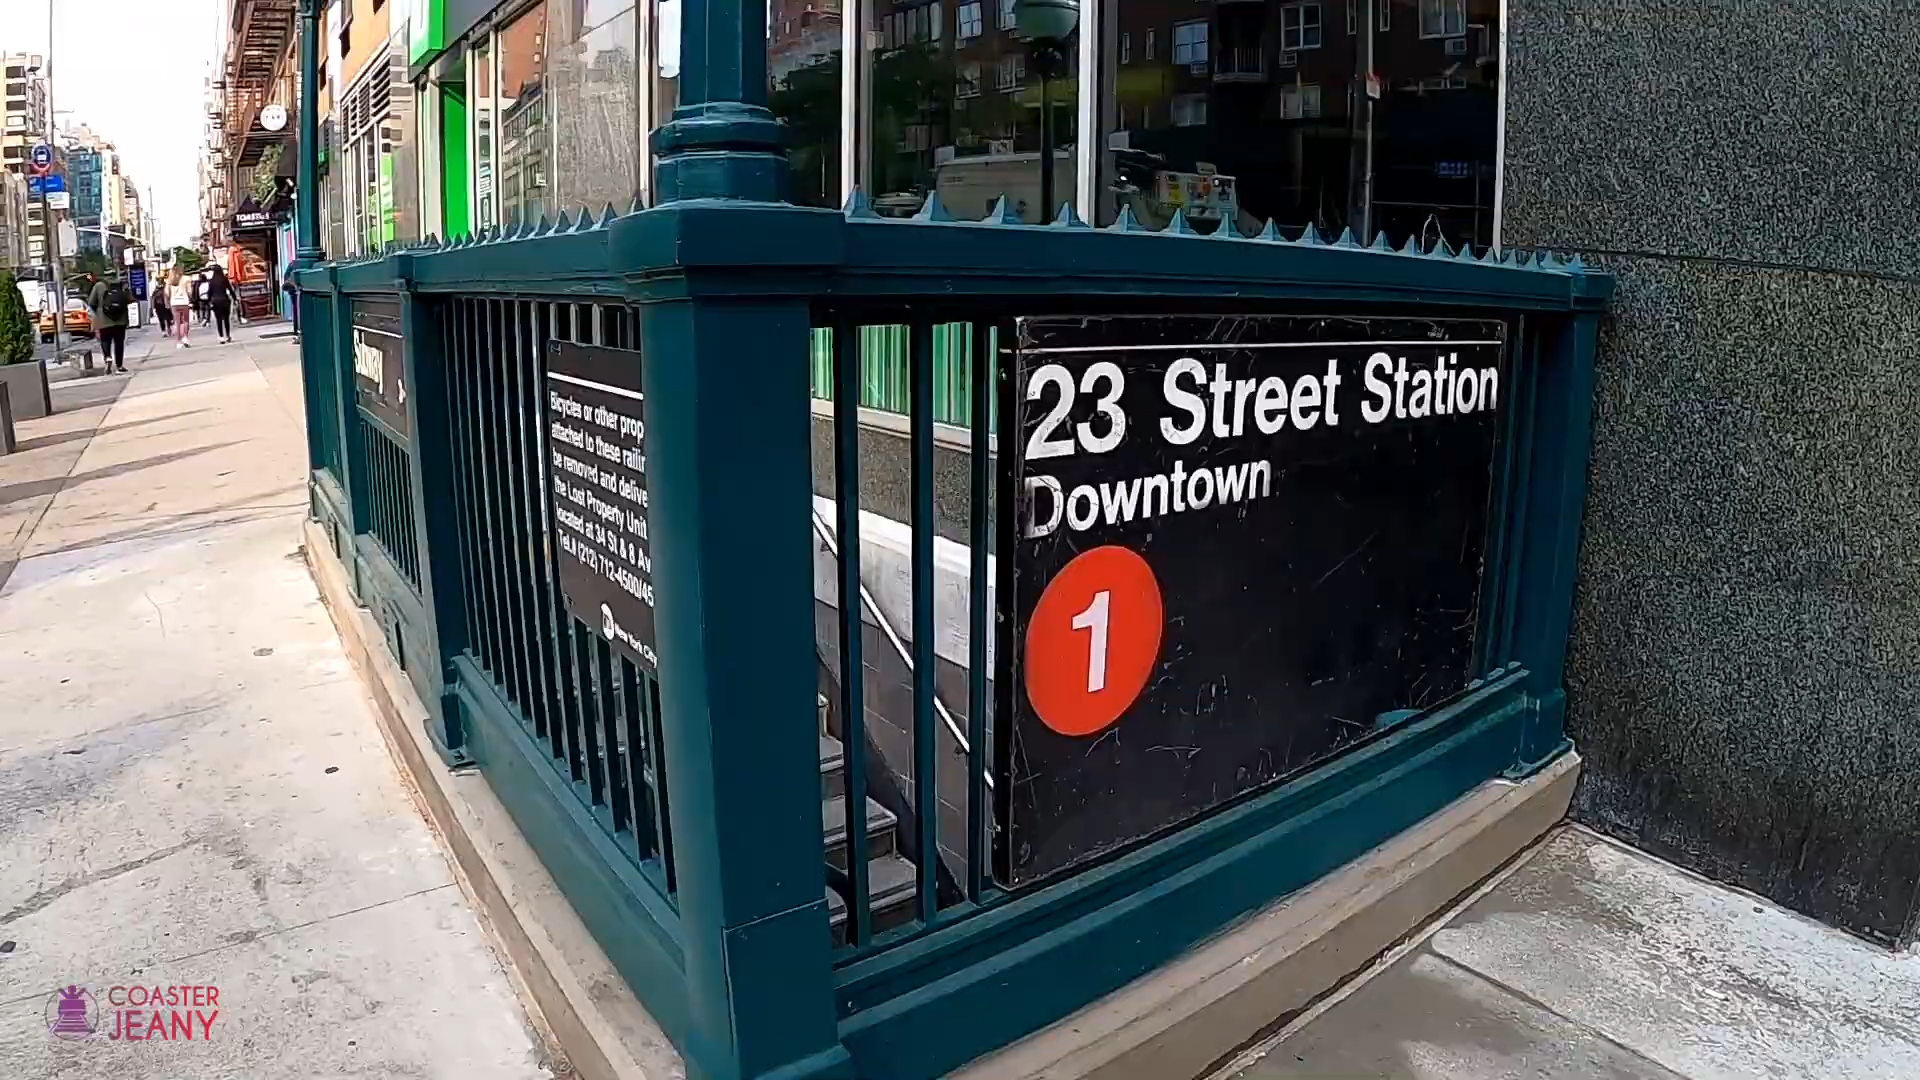 TOASTIES
Subway
Bicycles or other prop
attached to these railin
be removed and delive
the Lost Property Unit
located at 34 St & 8 Av
Tel.# (212) 712-4500/45
New York City
23 Street Station
Downtown
1
COASTER
JEANY